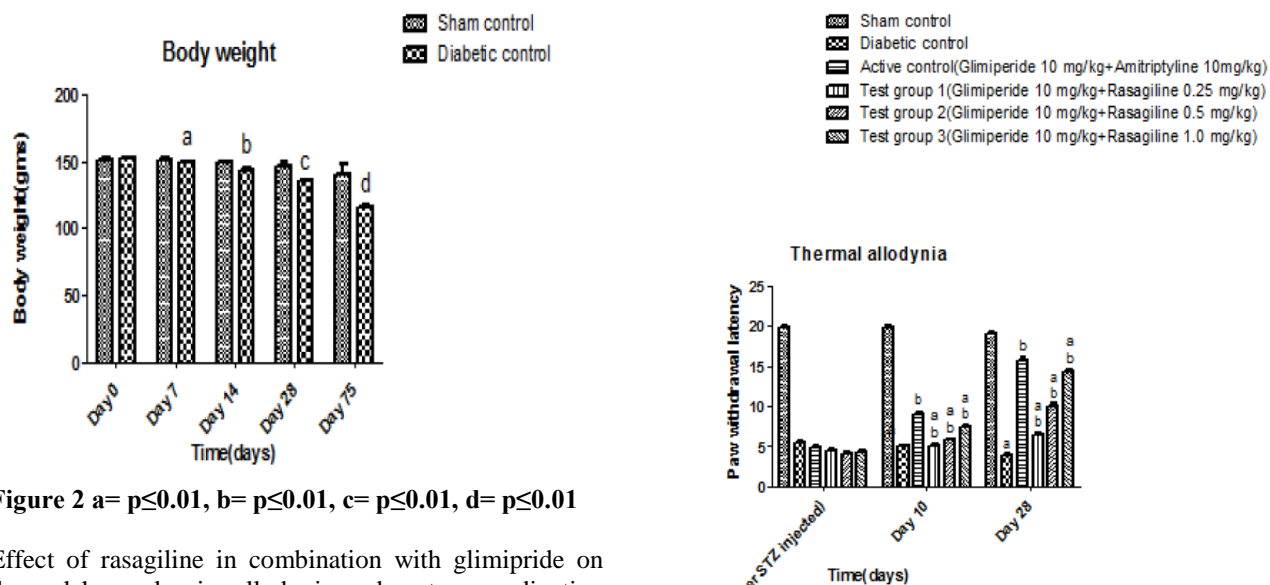 Sham control
Diabetic control
Body weight
200
150
100
50
0
Body weight(gms)
a
b
c
d
Day 0
Day 7
Day 14
Day 28
Day 75
Time(days)
Figure 2 a= p≤0.01, b= p≤0.01, c= p≤0.01, d= p≤0.01
Effect of rasagiline in combination with glimipride on
Sham control
Diabetic control
Active control(Glimiperide 10 mg/kg+Amitriptyline 10mg/kg)
Test group 1(Glimiperide 10 mg/kg+Rasagiline 0.25 mg/kg)
Test group 2(Glimiperide 10 mg/kg+Rasagiline 0.5 mg/kg)
Test group 3(Glimiperide 10 mg/kg+Rasagiline 1.0 mg/kg)
Thermal allodynia
25
20
15
10
5
0
Paw withdrawal latency
b
a
b
a
b
a
b
a
b
a
b
a
b
a
b
STZ injected)
Day 10
Day 28
Time(days)